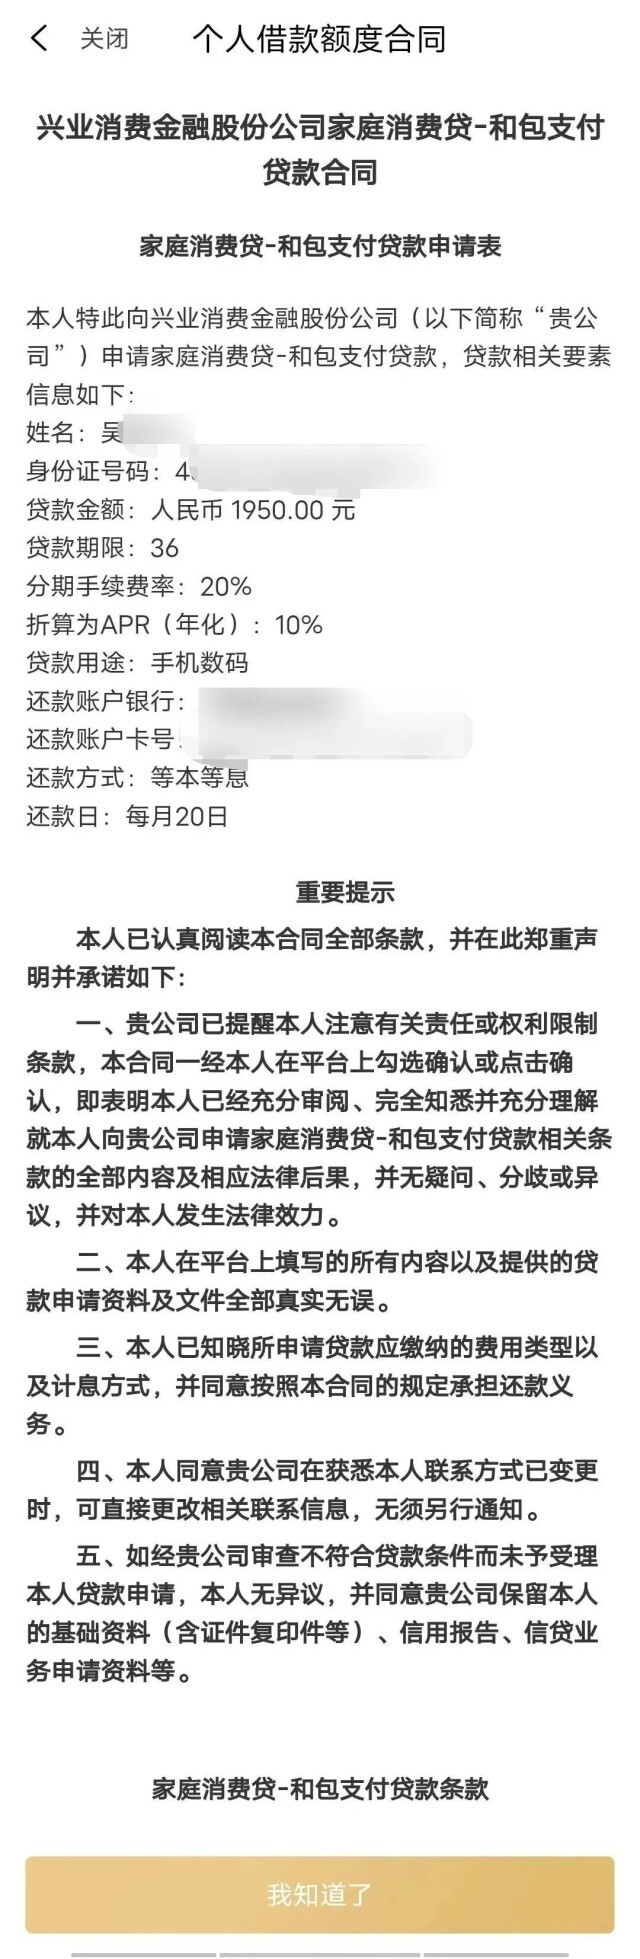 关闭 个人借款额度合同
兴业消费金融股份公司家庭消费贷-和包支付
贷款合同
家庭消费贷-和包支付贷款申请表
本人特此向兴业消费金融股份公司（以下简称“贵公
司”）申请家庭消费贷-和包支付贷款，贷款相关要素
信息如下：
姓名：吴
身份证号码：4
贷款金额：人民币 1950.00 元
贷款期限：36
分期手续费率：20%
折算为APR（年化）：10%
贷款用途：手机数码
还款账户银行：
还款账户卡号
还款方式：等本等息
还款日：每月20日
重要提示
本人已认真阅读本合同全部条款，并在此郑重声
明并承诺如下：
一、贵公司已提醒本人注意有关责任或权利限制
条款，本合同一经本人在平台上勾选确认或点击确
认，即表明本人已经充分审阅、完全知悉并充分理解
就本人向贵公司申请家庭消费贷-和包支付贷款相关条
款的全部内容及相应法律后果，并无疑问、分歧或异
议，并对本人发生法律效力。
二、本人在平台上填写的所有内容以及提供的贷
款申请资料及文件全部真实无误。
三、本人已知晓所申请贷款应缴纳的费用类型以
及计息方式，并同意按照本合同的规定承担还款义
务。
四、本人同意贵公司在获悉本人联系方式已变更
时，可直接更改相关联系信息，无须另行通知。
五、如经贵公司审查不符合贷款条件而未予受理
本人贷款申请，本人无异议，并同意贵公司保留本人
的基础资料（含证件复印件等）、信用报告、信贷业
务申请资料等。
家庭消费贷-和包支付贷款条款
我知道了